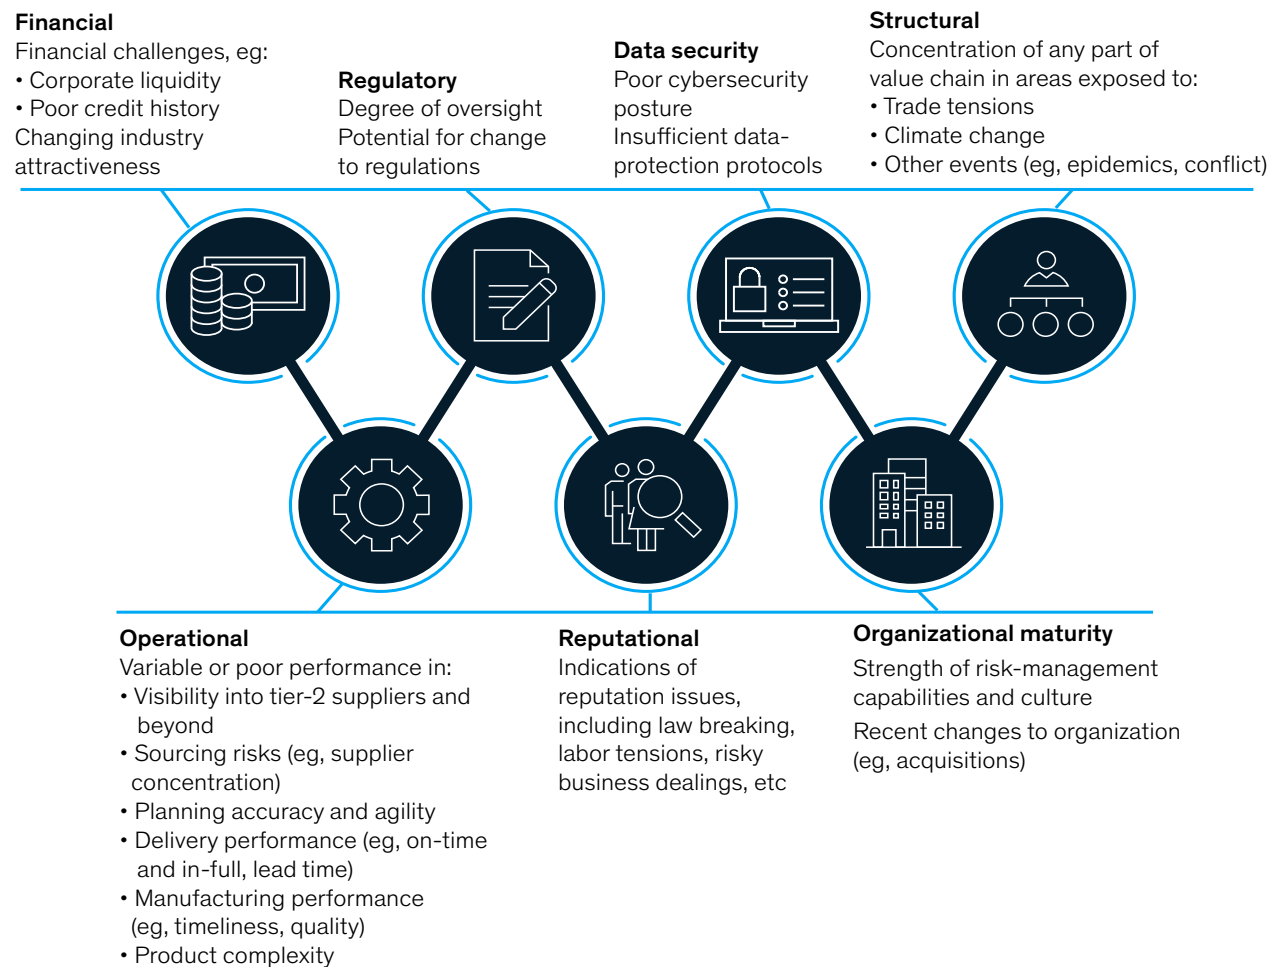 Financial
Financial challenges, eg:
• Corporate liquidity
• Poor credit history
Changing industry
attractiveness
Regulatory
Degree of oversight
Potential for change
to regulations
Data security
Poor cybersecurity
posture
Insufficient data-
protection protocols
Structural
Concentration of any part of
value chain in areas exposed to:
• Trade tensions
• Climate change
• Other events (eg, epidemics, conflict)
Operational
Variable or poor performance in:
• Visibility into tier-2 suppliers and
beyond
• Sourcing risks (eg, supplier
concentration)
• Planning accuracy and agility
• Delivery performance (eg, on-time
and in-full, lead time)
• Manufacturing performance
(eg, timeliness, quality)
• Product complexity
Reputational
Indications of
reputation issues,
including law breaking,
labor tensions, risky
business dealings, etc
Organizational maturity
Strength of risk-management
capabilities and culture
Recent changes to organization
(eg, acquisitions)